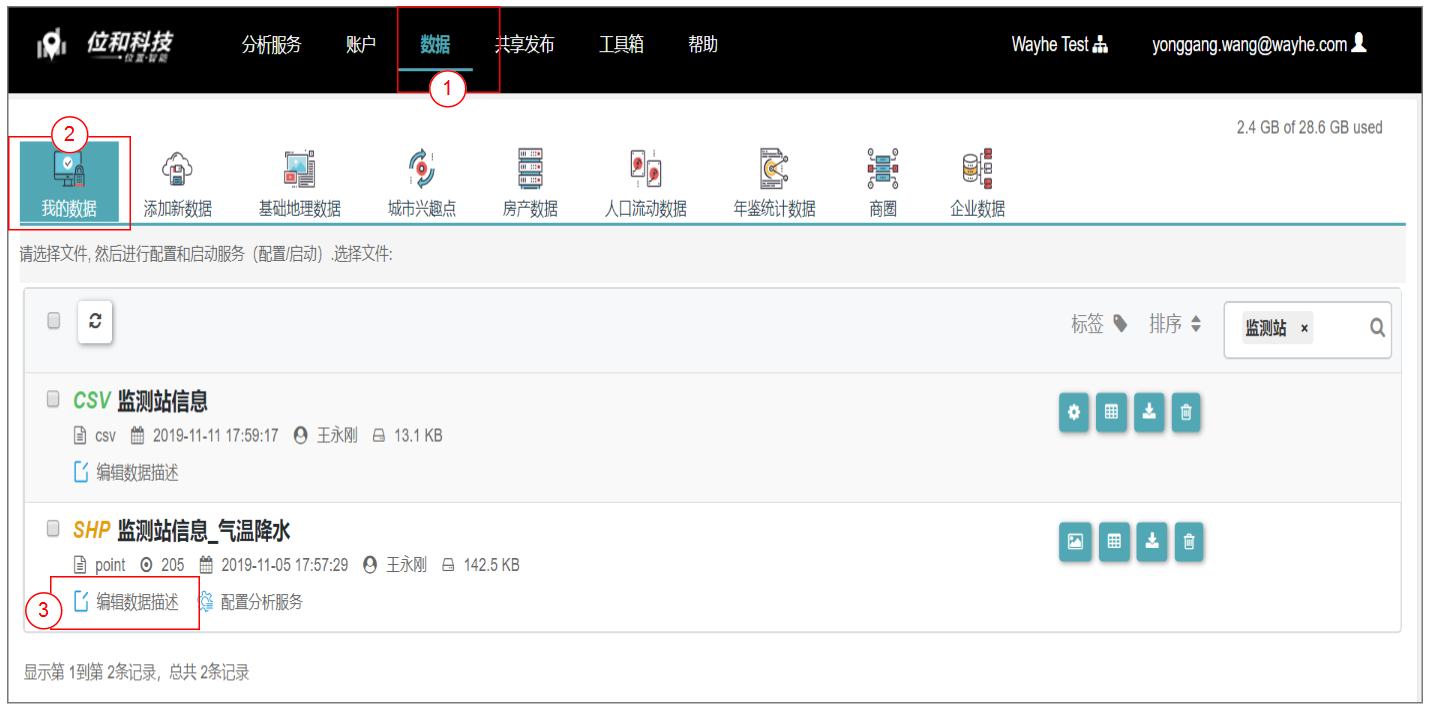 位和科技 分析服务 账户 数据 共享发布 工具箱 帮助 Wayhe Test yonggang.wang@wayhe.com
位置·智能
1
2.4 GB of 28.6 GB used
2
我的数据 添加新数据 基础地理数据 城市兴趣点 房产数据 人口流动数据 年鉴统计数据 商圈 企业数据
请选择文件, 然后进行配置和启动服务（配置/启动）.选择文件:
标签 排序 监测站 ×
CSV 监测站信息
csv 2019-11-11 17:59:17 王永刚 13.1 KB
编辑数据描述
SHP 监测站信息_气温降水
point 205 2019-11-05 17:57:29 王永刚 142.5 KB
3 编辑数据描述 配置分析服务
显示第 1到第 2条记录，总共 2条记录